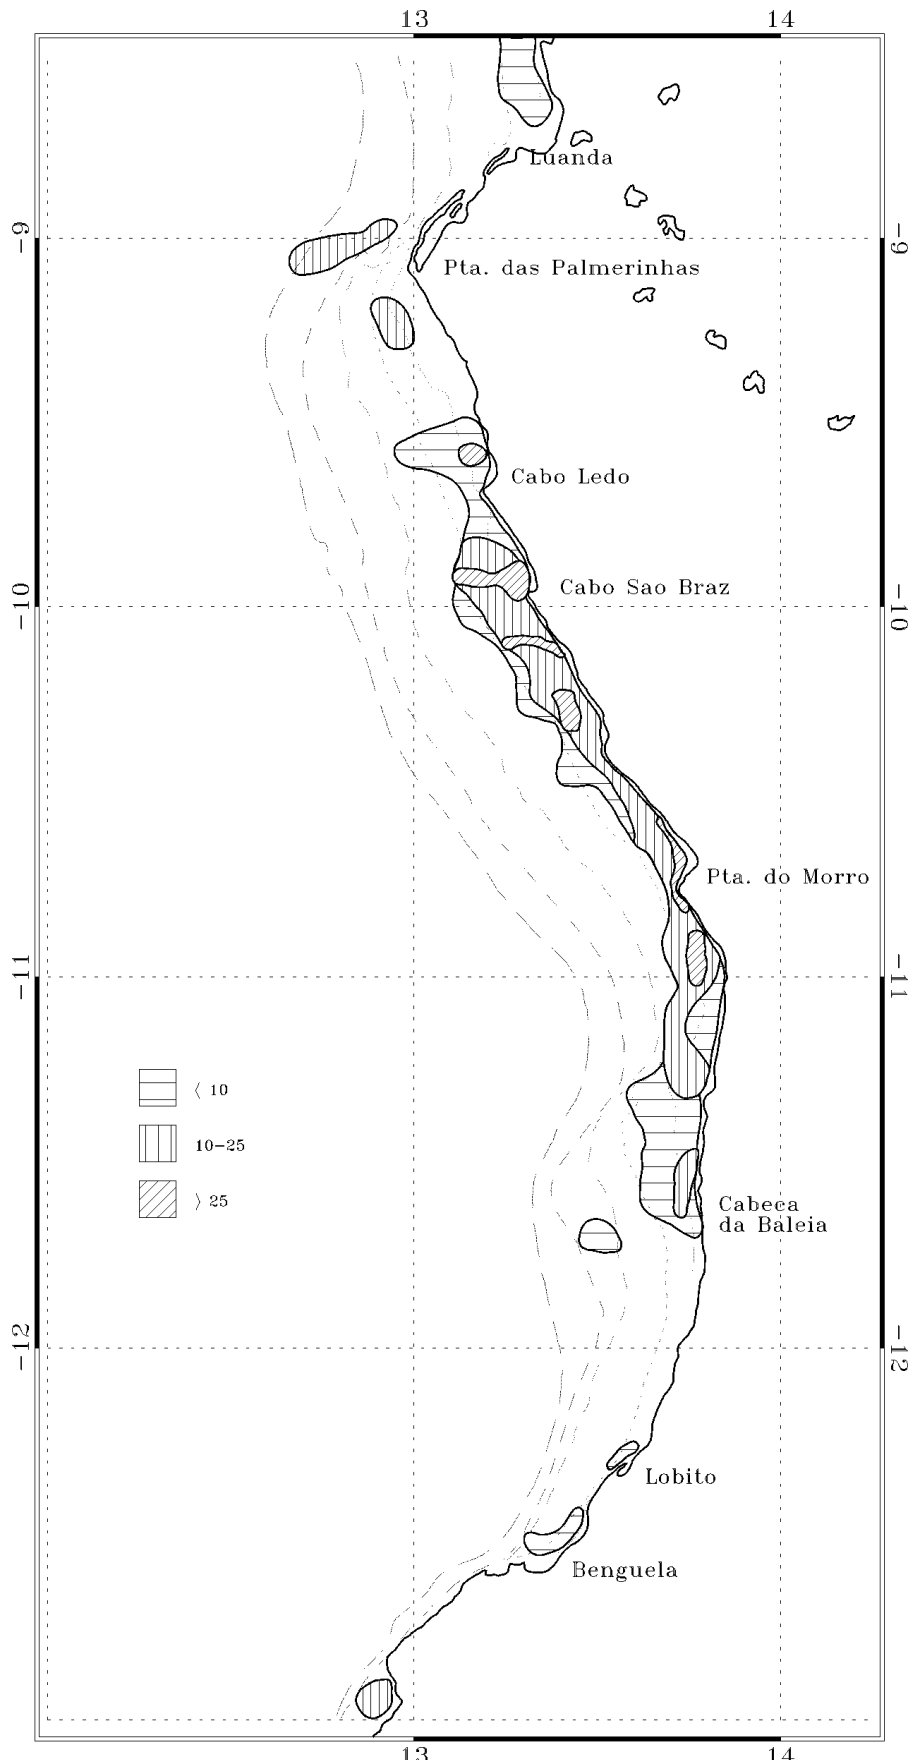 13 14
Luanda
-9 -9
Pta. das Palmerinhas
Cabo Ledo
Cabo Sao Braz
-10 -10
Pta. do Morro
-11 -11
⟨ 10
10-25
⟩ 25
Cabeca
da Baleia
-12 -12
Lobito
Benguela
13 14